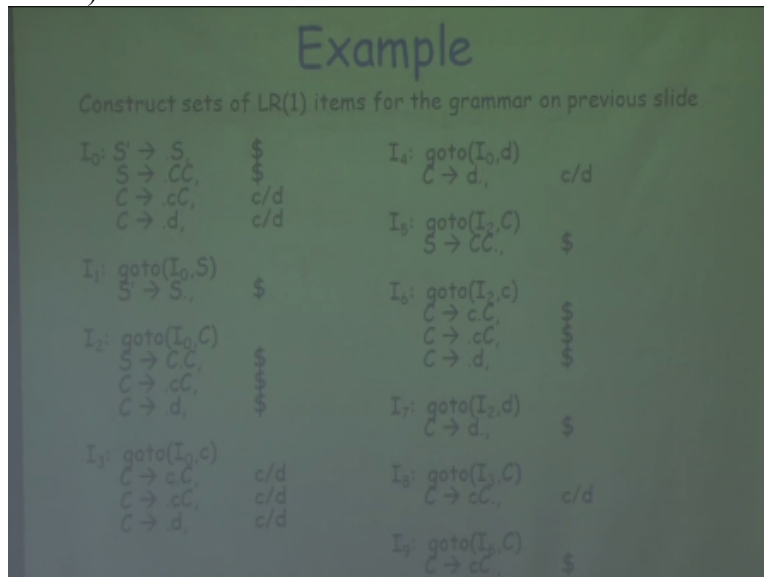 Example
Construct sets of LR(1) items for the grammar on previous slide
I₀: S' → .S, $
S → .CC, $
C → .cC, c/d
C → .d, c/d
I₁: goto(I₀,S)
S' → S., $
I₂: goto(I₀,C)
S → C.C, $
C → .cC, $
C → .d, $
I₃: goto(I₀,c)
C → c.C, c/d
C → .cC, c/d
C → .d, c/d
I₄: goto(I₀,d)
C → d., c/d
I₅: goto(I₂,C)
S → CC., $
I₆: goto(I₂,c)
C → c.C, $
C → .cC, $
C → .d, $
I₇: goto(I₂,d)
C → d., $
I₈: goto(I₃,C)
C → cC., c/d
I₉: goto(I₆,C)
C → cC., $